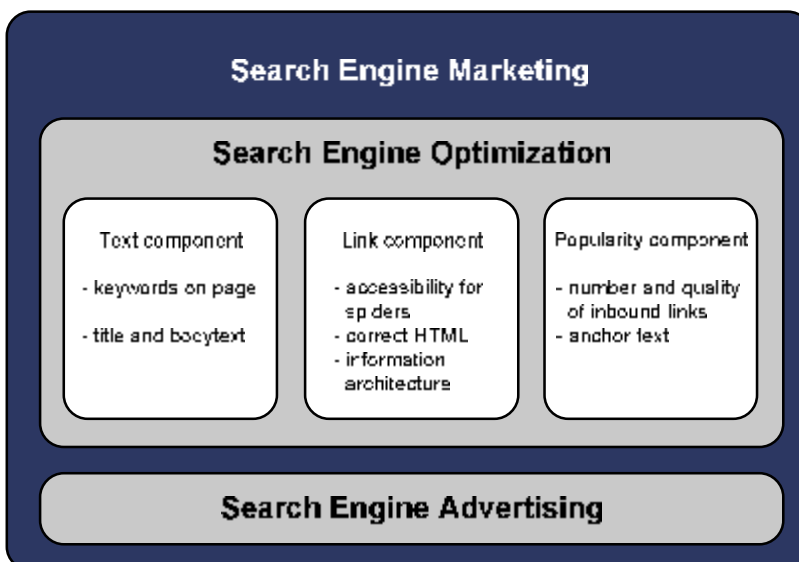 Search Engine Marketing
Search Engine Optimization
Text component
- keywords on page
- title and bodytext
Link component
- accessibility for
spiders
- correct HTML
- information
architecture
Popularity component
- number and quality
of inbound links
- anchor text
Search Engine Advertising